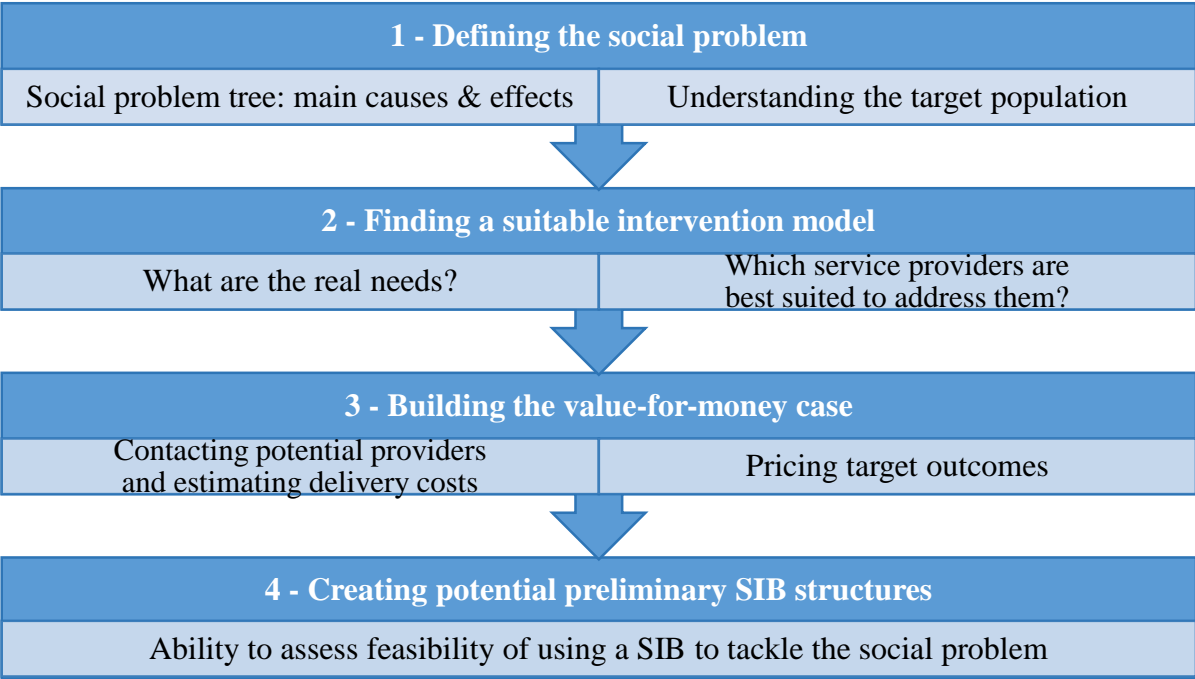 1 - Defining the social problem
Social problem tree: main causes & effects
Understanding the target population
2 - Finding a suitable intervention model
What are the real needs?
Which service providers are
best suited to address them?
3 - Building the value-for-money case
Contacting potential providers
and estimating delivery costs
Pricing target outcomes
4 - Creating potential preliminary SIB structures
Ability to assess feasibility of using a SIB to tackle the social problem